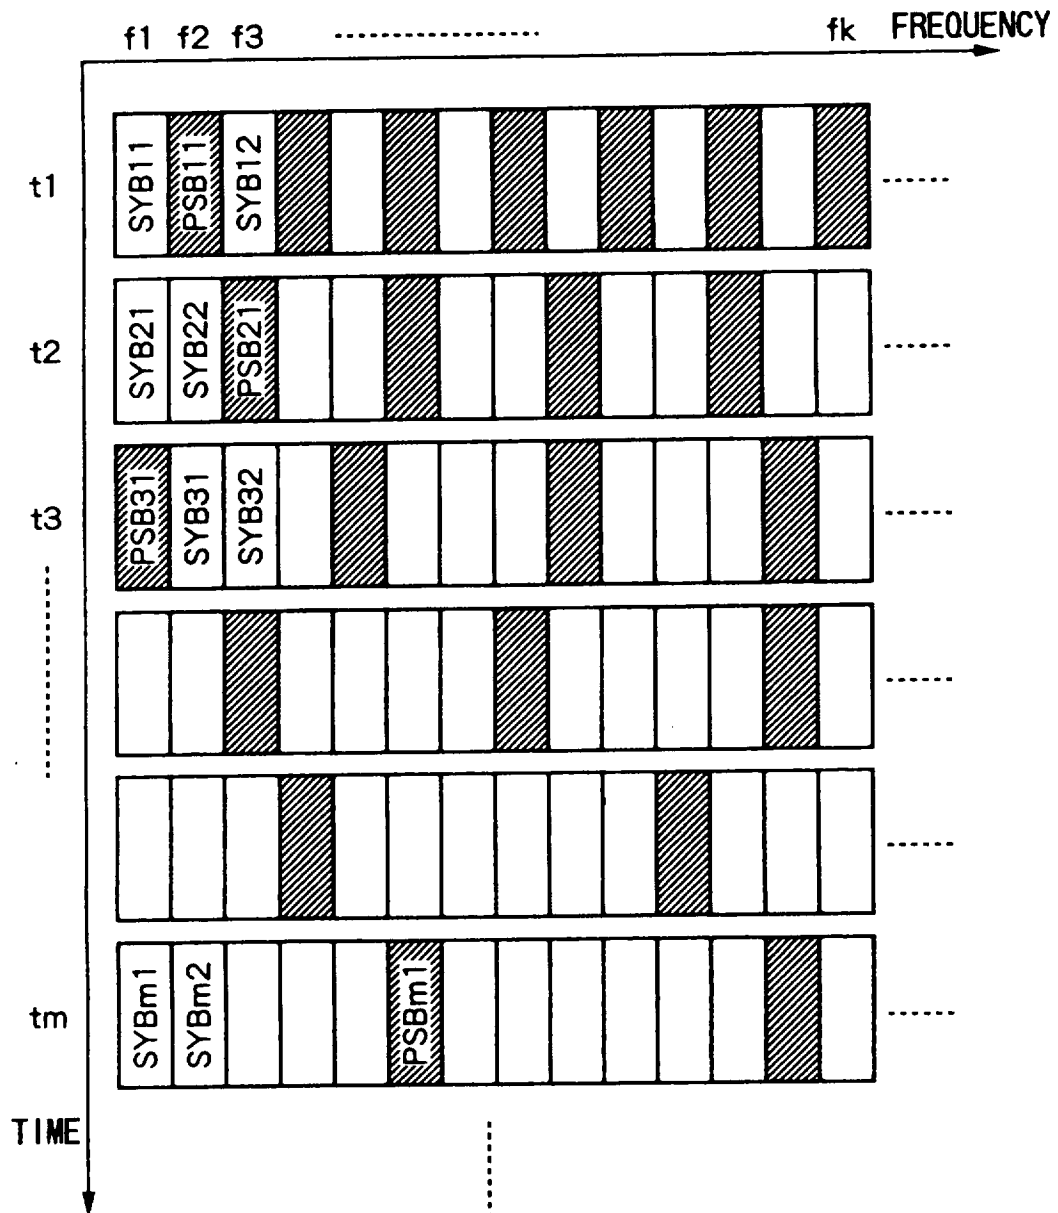 f1 f2 f3 fk FREQUENCY
t1 SYB11 PSB11 SYB12
t2 SYB21 SYB22 PSB21
t3 PSB31 SYB31 SYB32
tm SYBm1 SYBm2 PSBm1
TIME